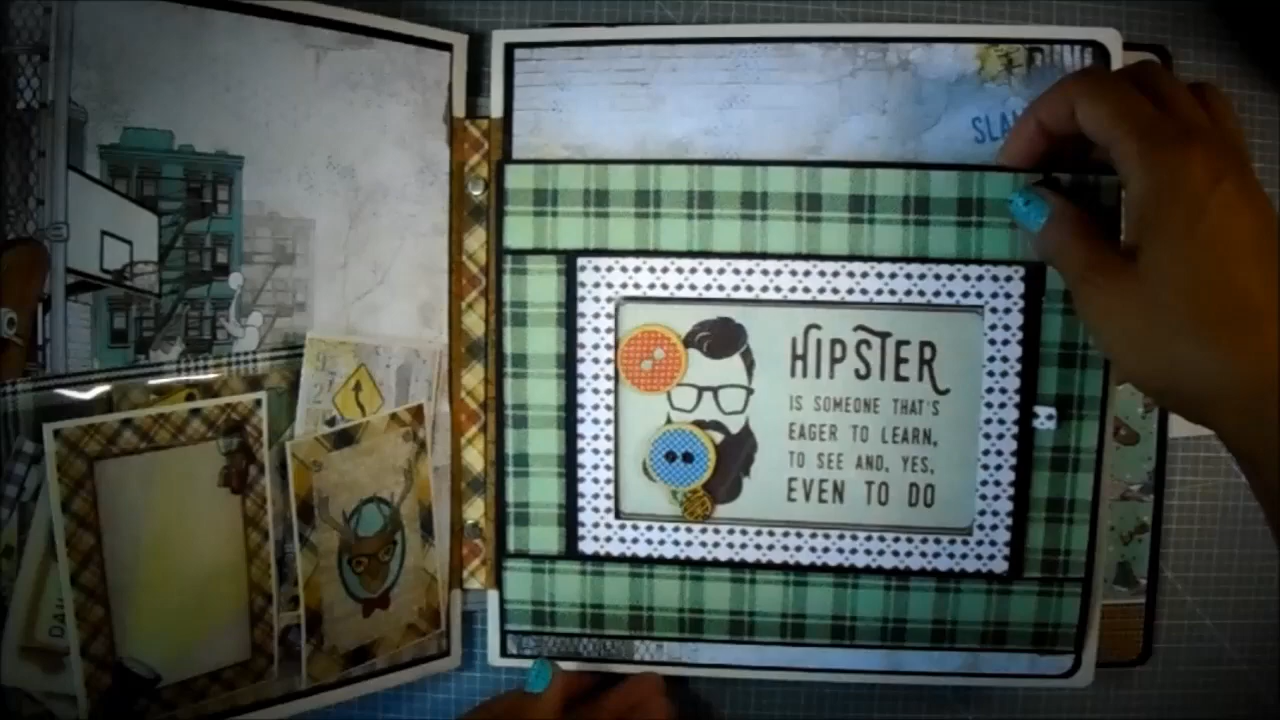 HIPSTER
IS SOMEONE THAT'S
EAGER TO LEARN,
TO SEE AND, YES,
EVEN TO DO